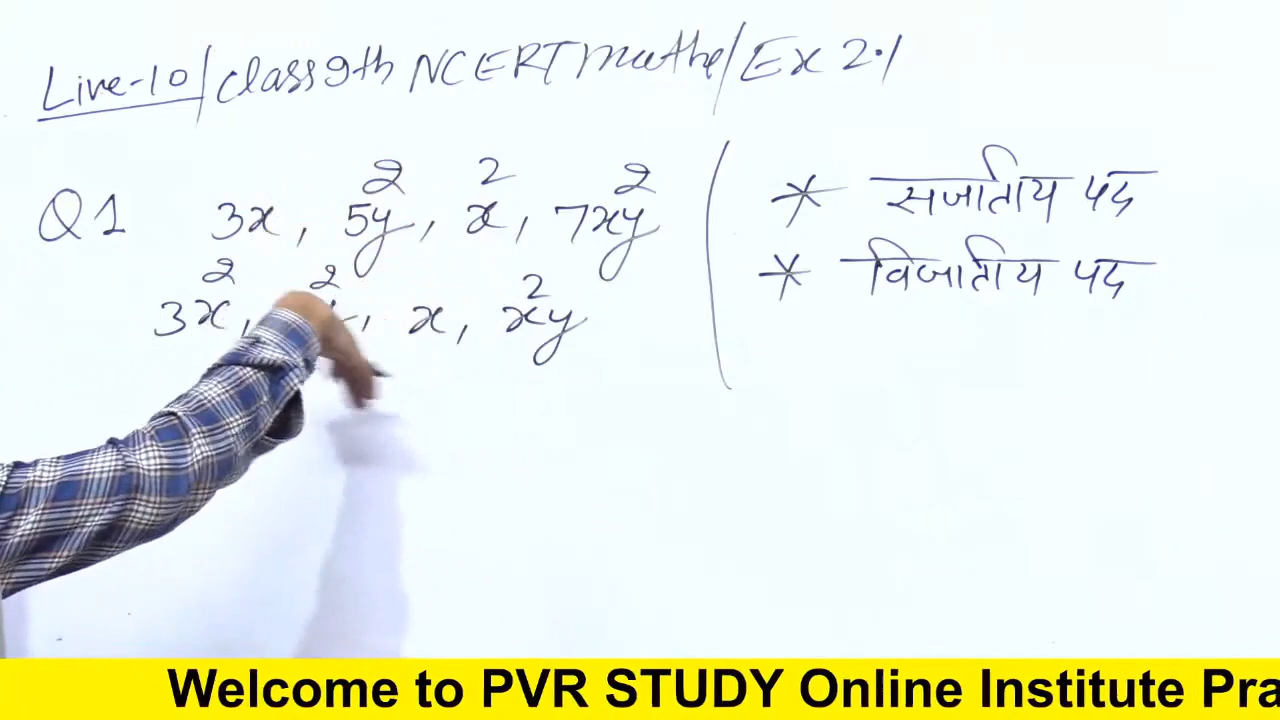 Live-10/class 9th NCERT maths/Ex 2.1
Q1 3x, 5y², x², 7xy²
3x², ², x, x²y
* सजातीय पद
* विजातीय पद
Welcome to PVR STUDY Online Institute Pra